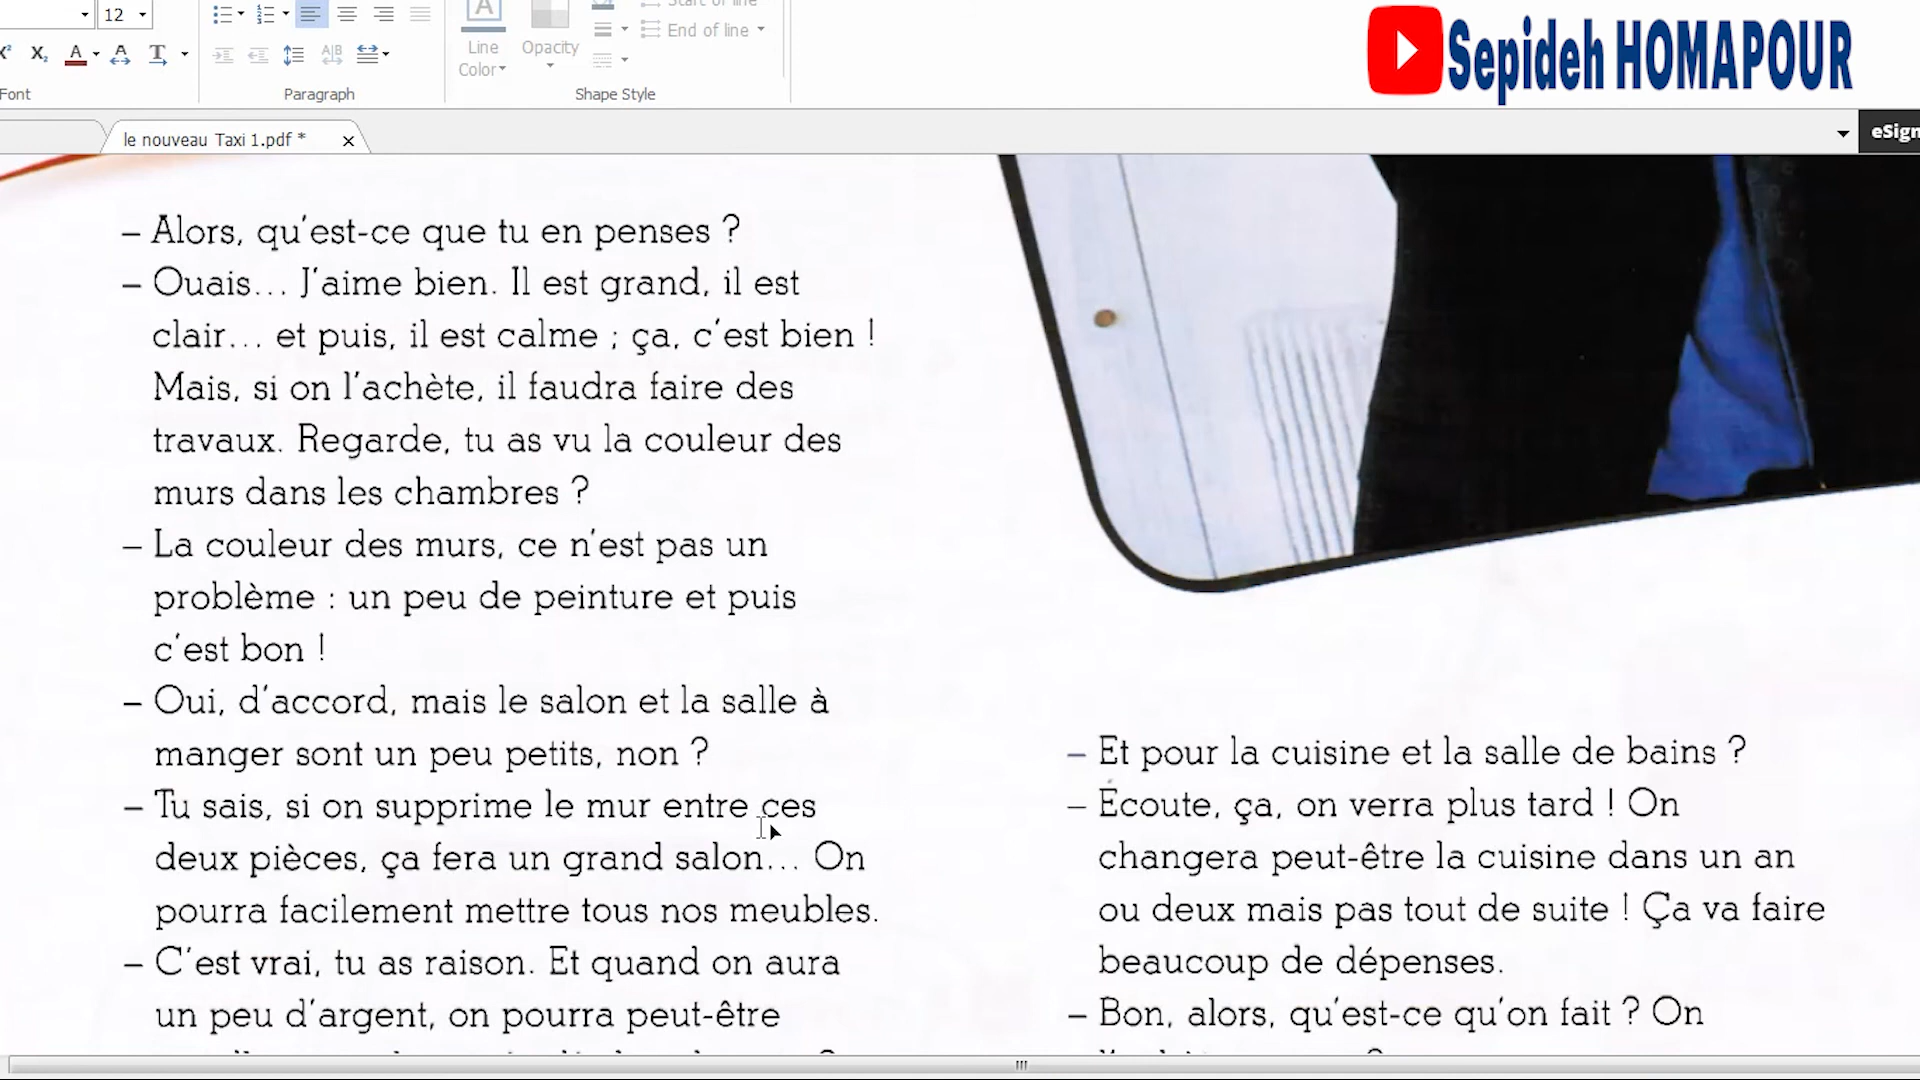 12
Start of line
End of line
Line
Color
Opacity
Font
Paragraph
Shape Style
Sepideh HOMAPOUR
le nouveau Taxi 1.pdf *
eSign
– Alors, qu'est-ce que tu en penses ?
– Ouais... J'aime bien. Il est grand, il est
clair... et puis, il est calme ; ça, c'est bien !
Mais, si on l'achète, il faudra faire des
travaux. Regarde, tu as vu la couleur des
murs dans les chambres ?
– La couleur des murs, ce n'est pas un
problème : un peu de peinture et puis
c'est bon !
– Oui, d'accord, mais le salon et la salle à
manger sont un peu petits, non ?
– Tu sais, si on supprime le mur entre ces
deux pièces, ça fera un grand salon... On
pourra facilement mettre tous nos meubles.
– C'est vrai, tu as raison. Et quand on aura
un peu d'argent, on pourra peut-être
– Et pour la cuisine et la salle de bains ?
– Écoute, ça, on verra plus tard ! On
changera peut-être la cuisine dans un an
ou deux mais pas tout de suite ! Ça va faire
beaucoup de dépenses.
– Bon, alors, qu'est-ce qu'on fait ? On